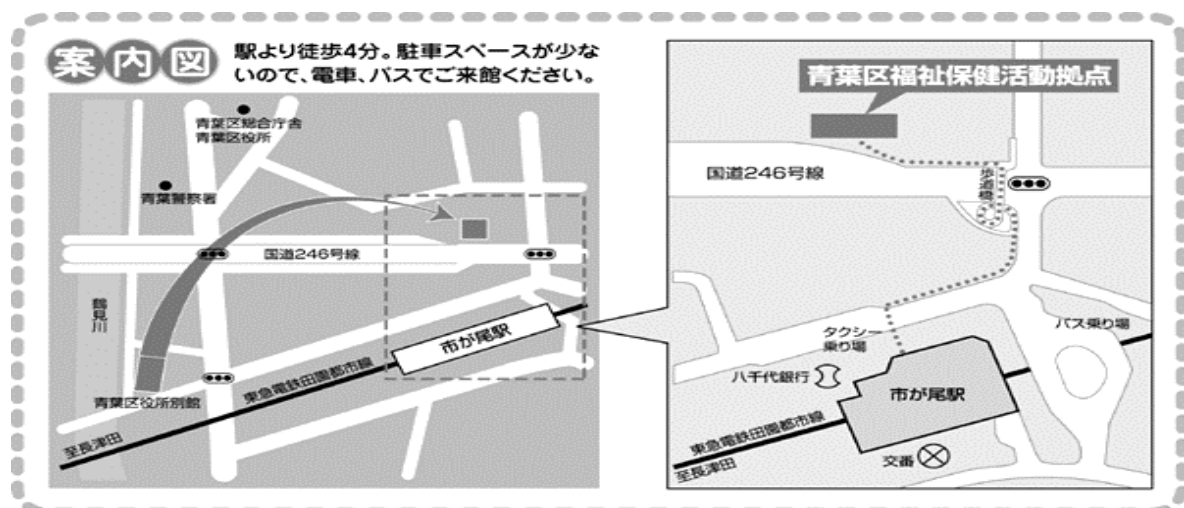 案内図
駅より徒歩4分。駐車スペースが少な
いので、電車、バスでご来館ください。
青葉区総合庁舎
青葉区役所
青葉警察署
国道246号線
鶴見川
市が尾駅
東急電鉄田園都市線
青葉区役所別館
至長津田
青葉区福祉保健活動拠点
国道246号線
歩道橋
タクシー
乗り場
バス乗り場
八千代銀行
市が尾駅
東急電鉄田園都市線
至長津田
交番